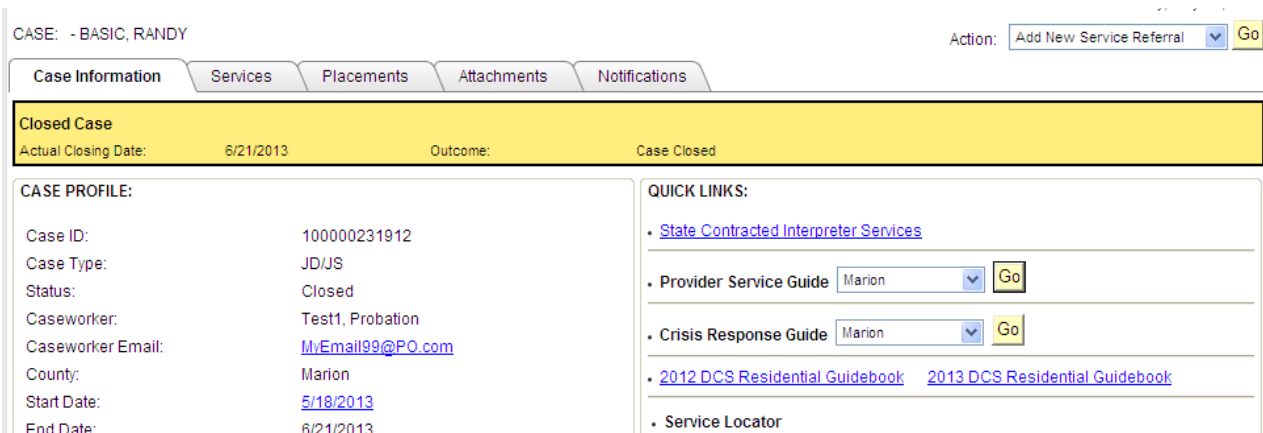 CASE: - BASIC, RANDY
Action: Add New Service Referral Go
Case Information Services Placements Attachments Notifications
Closed Case
Actual Closing Date: 6/21/2013 Outcome: Case Closed
CASE PROFILE:
Case ID: 100000231912
Case Type: JD/JS
Status: Closed
Caseworker: Test1, Probation
Caseworker Email: MyEmail99@PO.com
County: Marion
Start Date: 5/18/2013
End Date: 6/21/2013
QUICK LINKS:
State Contracted Interpreter Services
Provider Service Guide Marion Go
Crisis Response Guide Marion Go
2012 DCS Residential Guidebook 2013 DCS Residential Guidebook
Service Locator